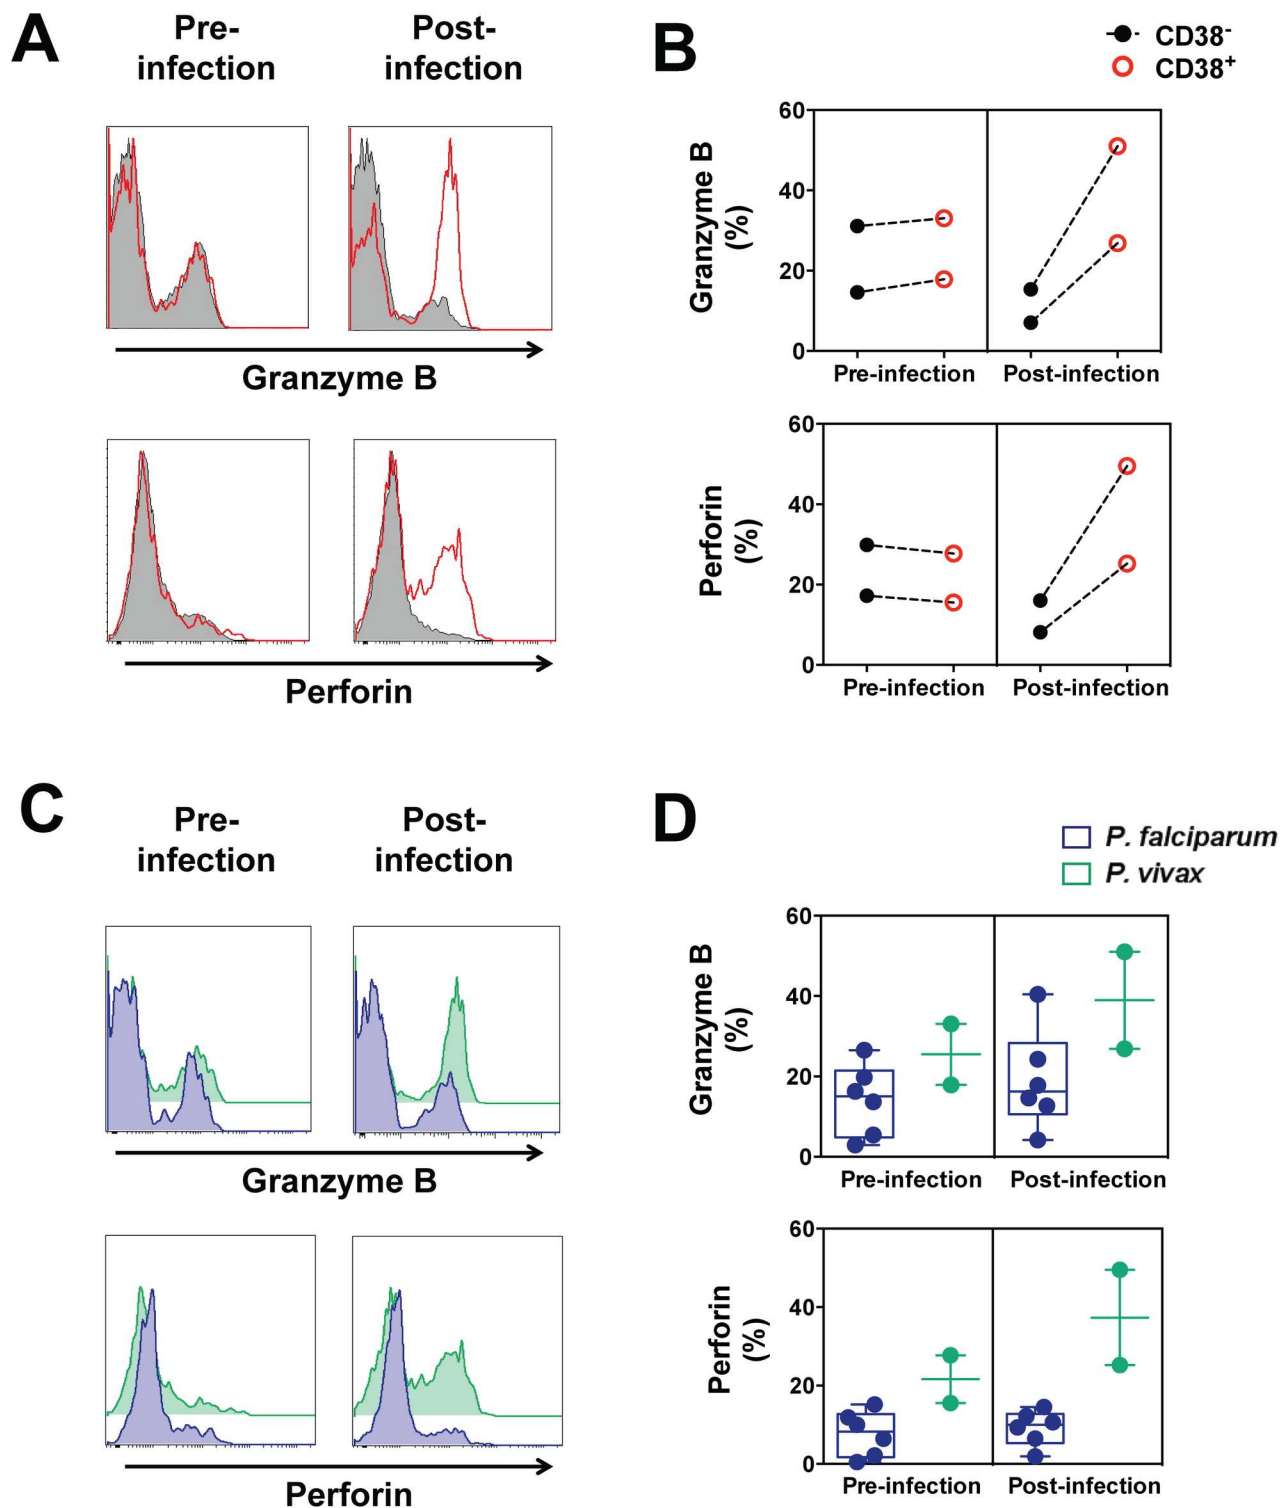 A
Pre-
infection
Post-
infection
Granzyme B
Perforin
B
CD38-
CD38+
Granzyme B
(%)
60
40
20
0
Pre-infection
Post-infection
Perforin
(%)
60
40
20
0
Pre-infection
Post-infection
C
Pre-
infection
Post-
infection
Granzyme B
Perforin
D
P. falciparum
P. vivax
Granzyme B
(%)
60
40
20
0
Pre-infection
Post-infection
Perforin
(%)
60
40
20
0
Pre-infection
Post-infection